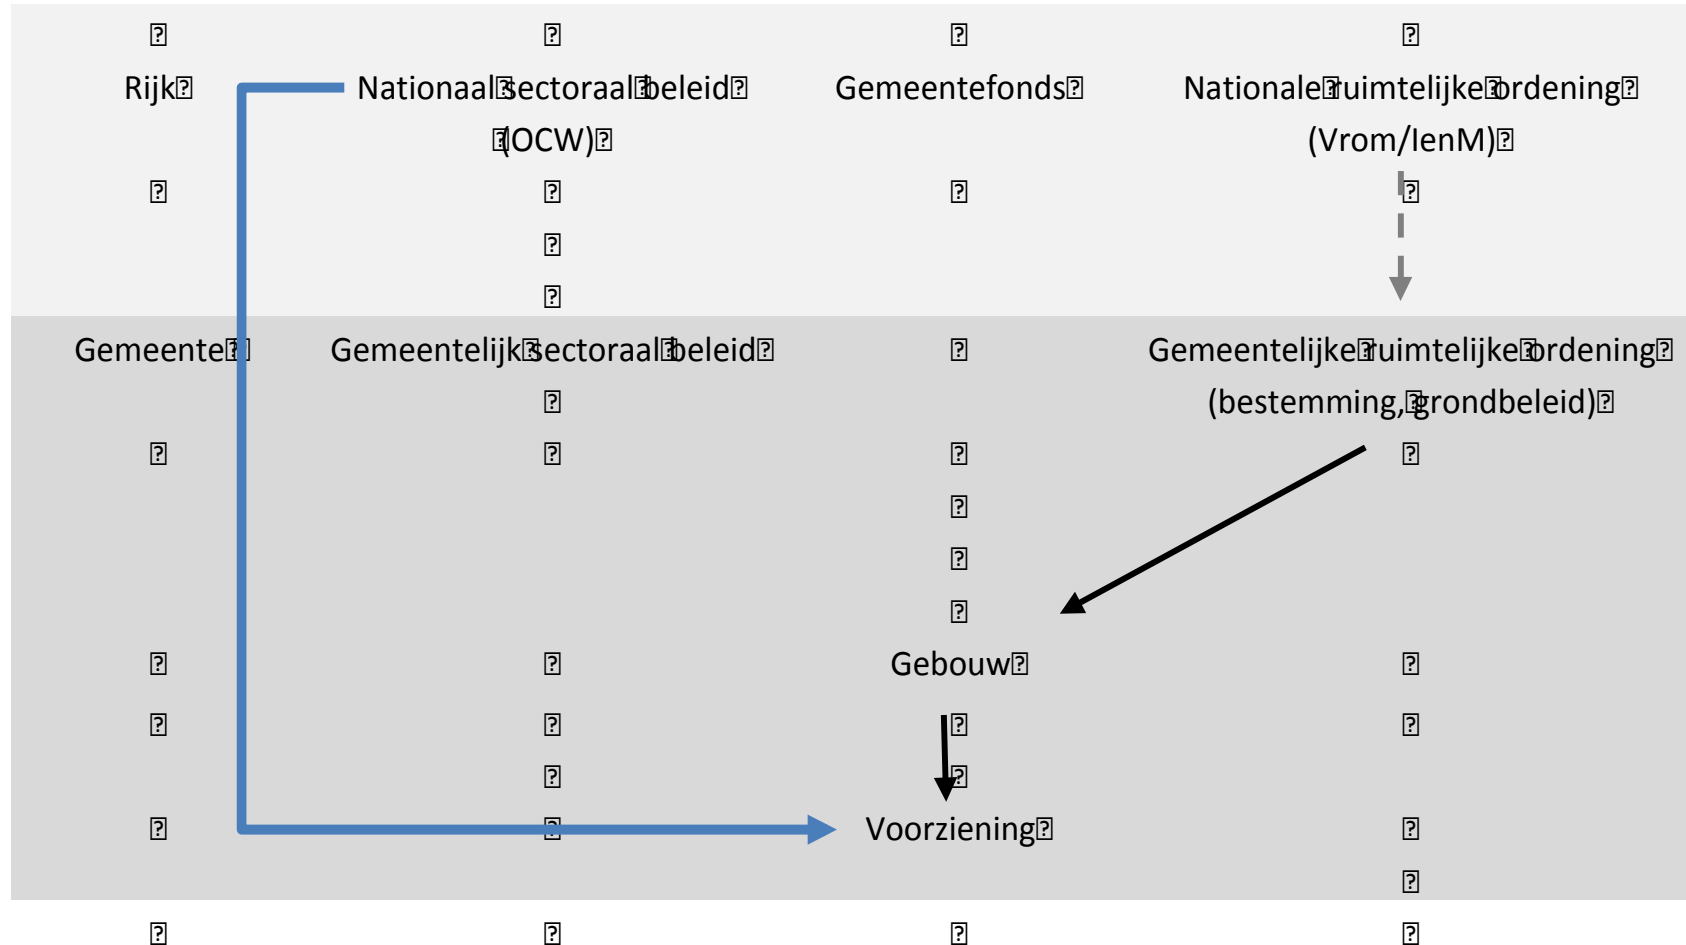 Rijk
Nationaal sectoraal beleid
Gemeentefonds
Nationale ruimtelijke ordening
(OCW)
(Vrom/IenM)
Gemeente
Gemeentelijk sectoraal beleid
Gemeentelijke ruimtelijke ordening
(bestemming, grondbeleid)
Gebouw
Voorziening